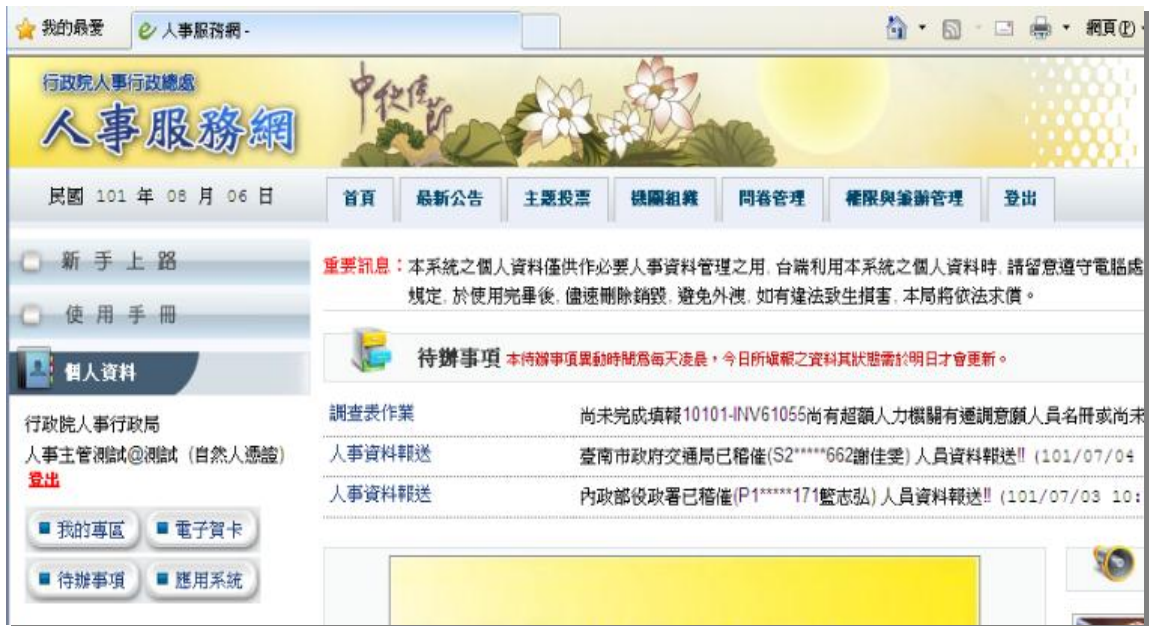 我的最愛
人事服務網 -
網頁(P)
行政院人事行政總處
人事服務網
中秋佳節
民國 101 年 08 月 06 日
首頁 最新公告 主題投票 機關組織 問卷管理 權限與兼辦管理 登出
新手上路
使用手冊
個人資料
行政院人事行政局
人事主管測試@測試 (自然人憑證)
登出
我的專區 電子賀卡
待辦事項 應用系統
重要訊息：本系統之個人資料僅供作必要人事資料管理之用, 台端利用本系統之個人資料時, 請留意遵守電腦處
規定, 於使用完畢後, 儘速刪除銷毀, 避免外洩, 如有違法致生損害, 本局將依法求償。
待辦事項 本待辦事項異動時間為每天凌晨，今日所填報之資料其狀態需於明日才會更新。
調查表作業 尚未完成填報10101-INV61055尚有超額人力機關有遷調意願人員名冊或尚未
人事資料報送 臺南市政府交通局已稽催(S2*****662謝佳雯) 人員資料報送!! (101/07/04
人事資料報送 內政部役政署已稽催(P1*****171藍志弘) 人員資料報送!! (101/07/03 10: